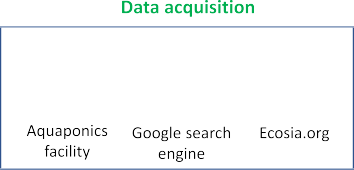 Data acquisition
Aquaponics facility
Google search engine
Ecosia.org